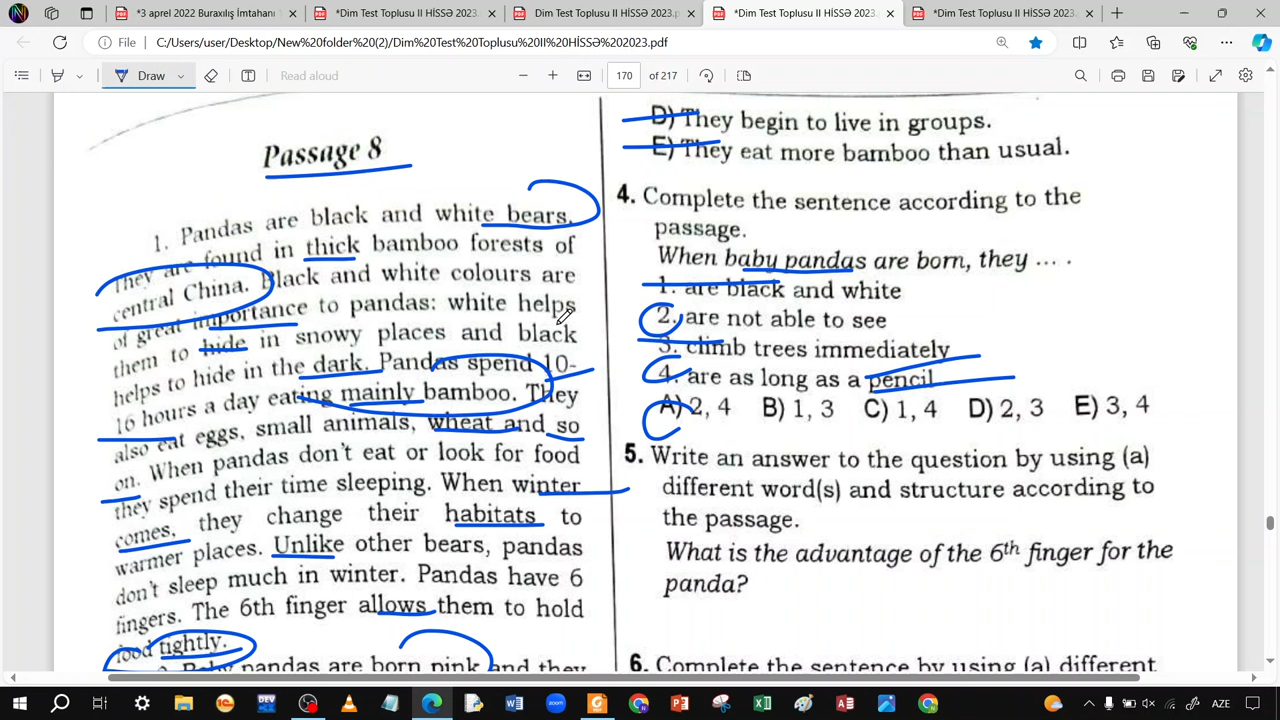 *3 aprel 2022 Buraxılış İmtahanı
*Dim Test Toplusu II HİSSƏ 2023.
Dim Test Toplusu II HİSSƏ 2023.p
*Dim Test Toplusu II HİSSƏ 2023.
*Dim Test Toplusu II HİSSƏ 2023.
File
C:/Users/user/Desktop/New%20folder%20(2)/Dim%20Test%20Toplusu%20II%20HİSSƏ%202023.pdf
Draw
Read aloud
170
of 217
Passage 8
1. Pandas are black and white bears.
They are found in thick bamboo forests of
central China. Black and white colours are
of great importance to pandas: white helps
them to hide in snowy places and black
helps to hide in the dark. Pandas spend 10-
16 hours a day eating mainly bamboo. They
also eat eggs, small animals, wheat and so
on. When pandas don't eat or look for food
they spend their time sleeping. When winter
comes, they change their habitats to
warmer places. Unlike other bears, pandas
don't sleep much in winter. Pandas have 6
fingers. The 6th finger allows them to hold
food tightly.
2. Baby pandas are born pink and they
D) They begin to live in groups.
E) They eat more bamboo than usual.
4. Complete the sentence according to the
passage.
When baby pandas are born, they ... .
1. are black and white
2. are not able to see
3. climb trees immediately
4. are as long as a pencil
A) 2, 4 B) 1, 3 C) 1, 4 D) 2, 3 E) 3, 4
5. Write an answer to the question by using (a)
different word(s) and structure according to
the passage.
What is the advantage of the 6th finger for the
panda?
6. Complete the sentence by using (a) different
AZE